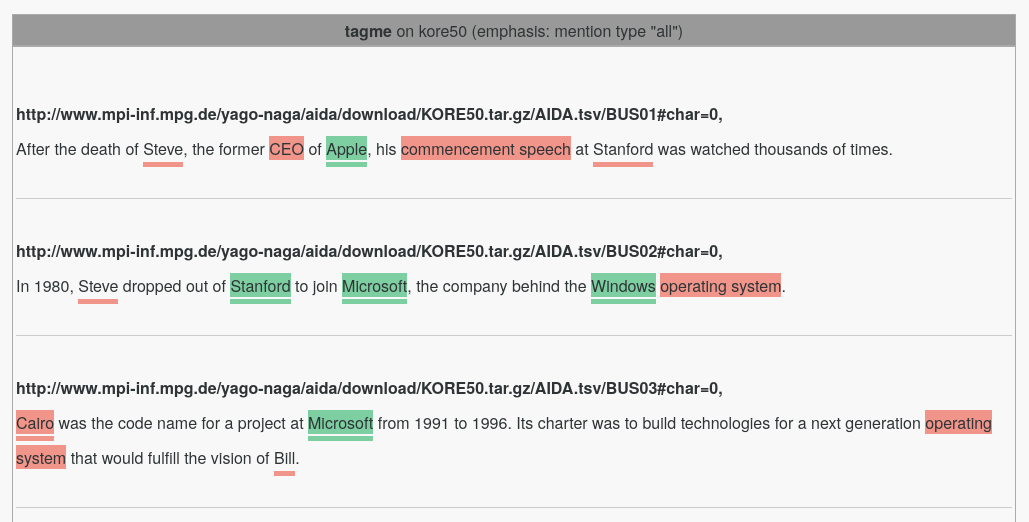 tagme on kore50 (emphasis: mention type "all")
http://www.mpi-inf.mpg.de/yago-naga/aida/download/KORE50.tar.gz/AIDA.tsv/BUS01#char=0,
After the death of Steve, the former CEO of Apple, his commencement speech at Stanford was watched thousands of times.
http://www.mpi-inf.mpg.de/yago-naga/aida/download/KORE50.tar.gz/AIDA.tsv/BUS02#char=0,
In 1980, Steve dropped out of Stanford to join Microsoft, the company behind the Windows operating system.
http://www.mpi-inf.mpg.de/yago-naga/aida/download/KORE50.tar.gz/AIDA.tsv/BUS03#char=0,
Cairo was the code name for a project at Microsoft from 1991 to 1996. Its charter was to build technologies for a next generation operating
system that would fulfill the vision of Bill.